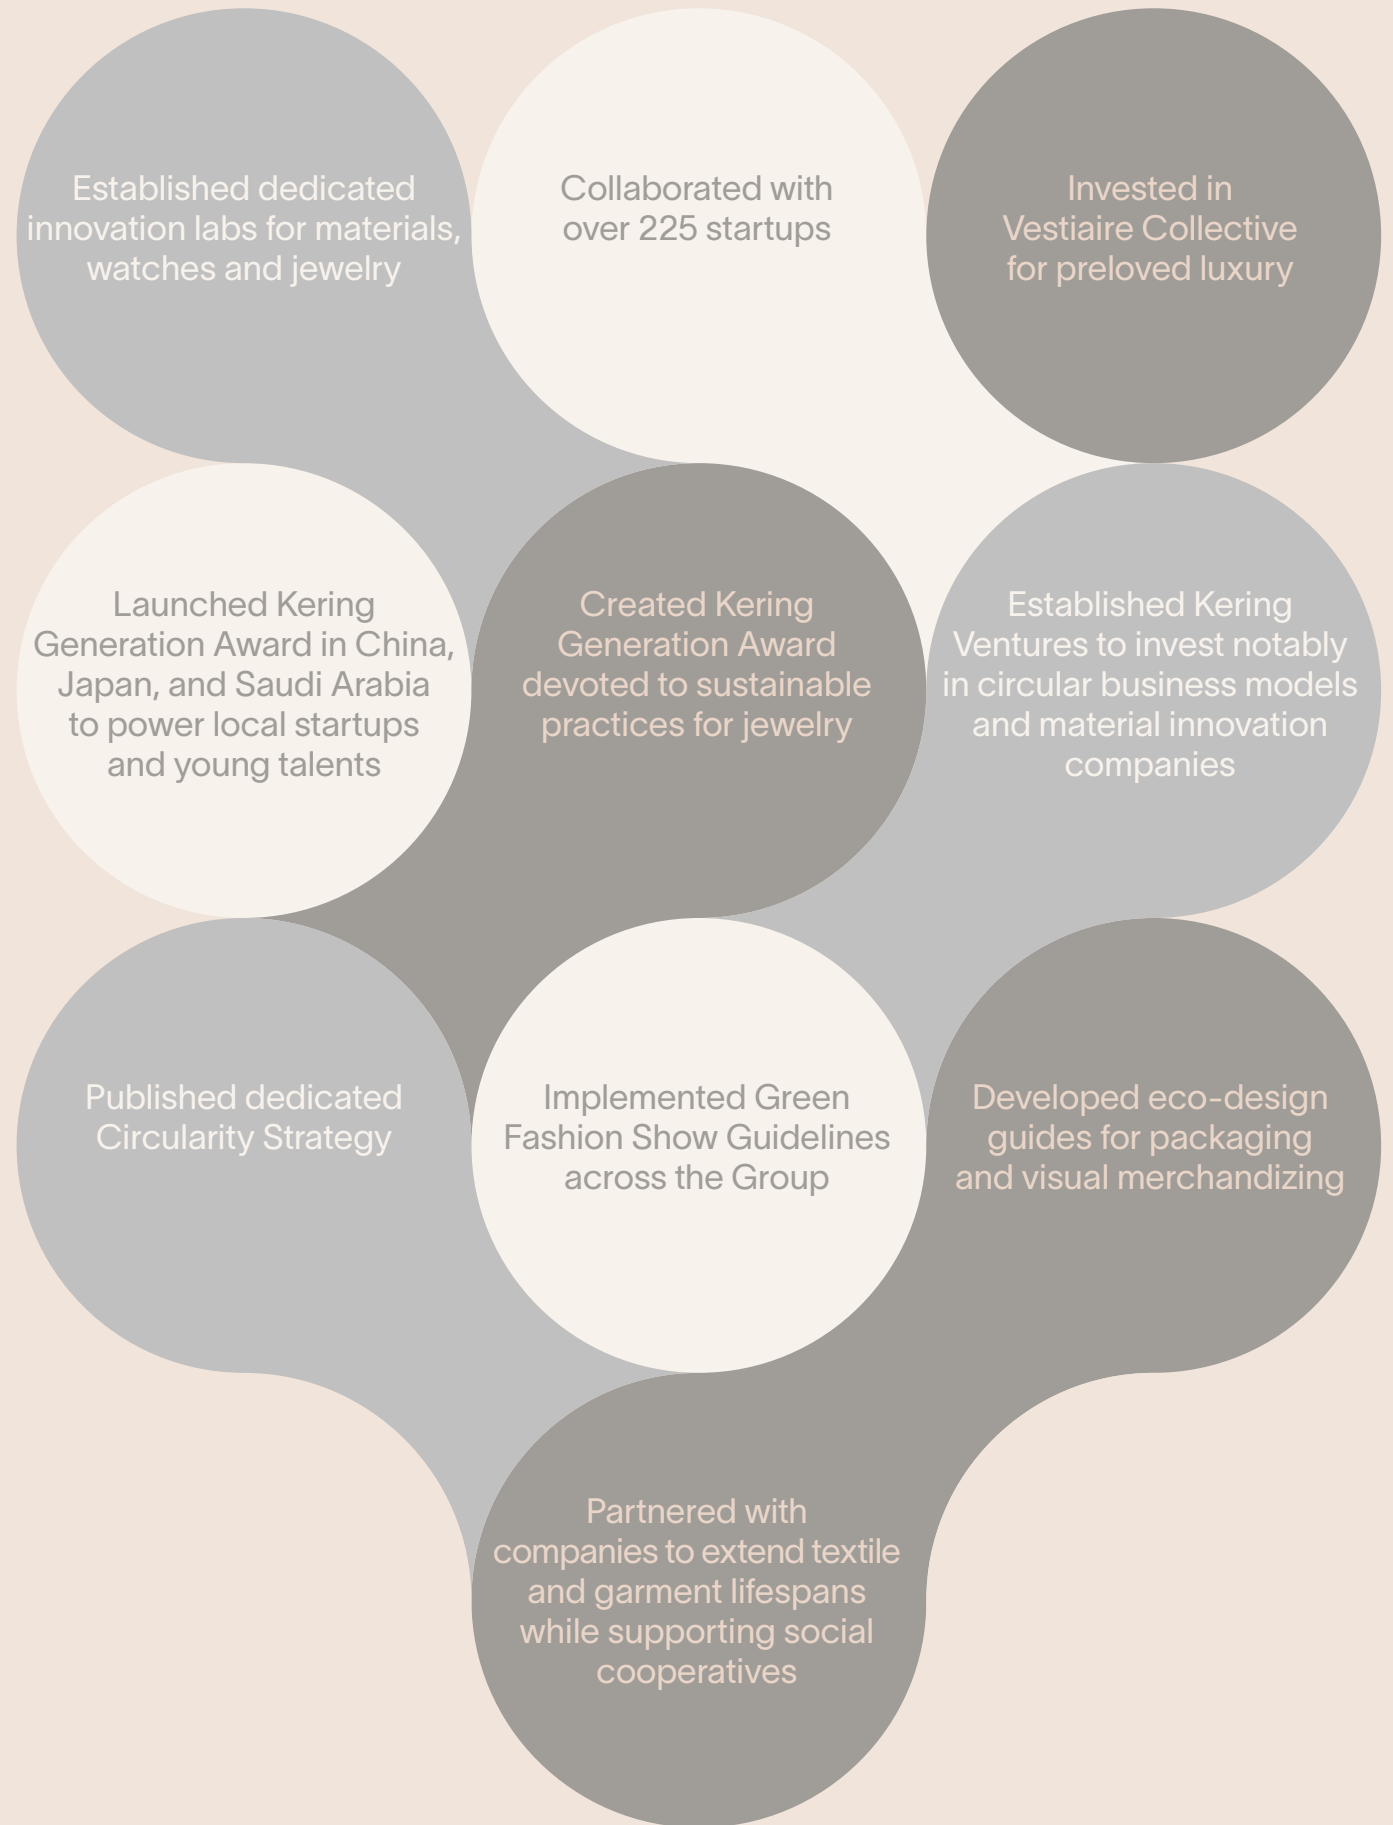 Established dedicated
innovation labs for materials,
watches and jewelry
Collaborated with
over 225 startups
Invested in
Vestiaire Collective
for preloved luxury
Launched Kering
Generation Award in China,
Japan, and Saudi Arabia
to power local startups
and young talents
Created Kering
Generation Award
devoted to sustainable
practices for jewelry
Established Kering
Ventures to invest notably
in circular business models
and material innovation
companies
Published dedicated
Circularity Strategy
Implemented Green
Fashion Show Guidelines
across the Group
Developed eco-design
guides for packaging
and visual merchandizing
Partnered with
companies to extend textile
and garment lifespans
while supporting social
cooperatives